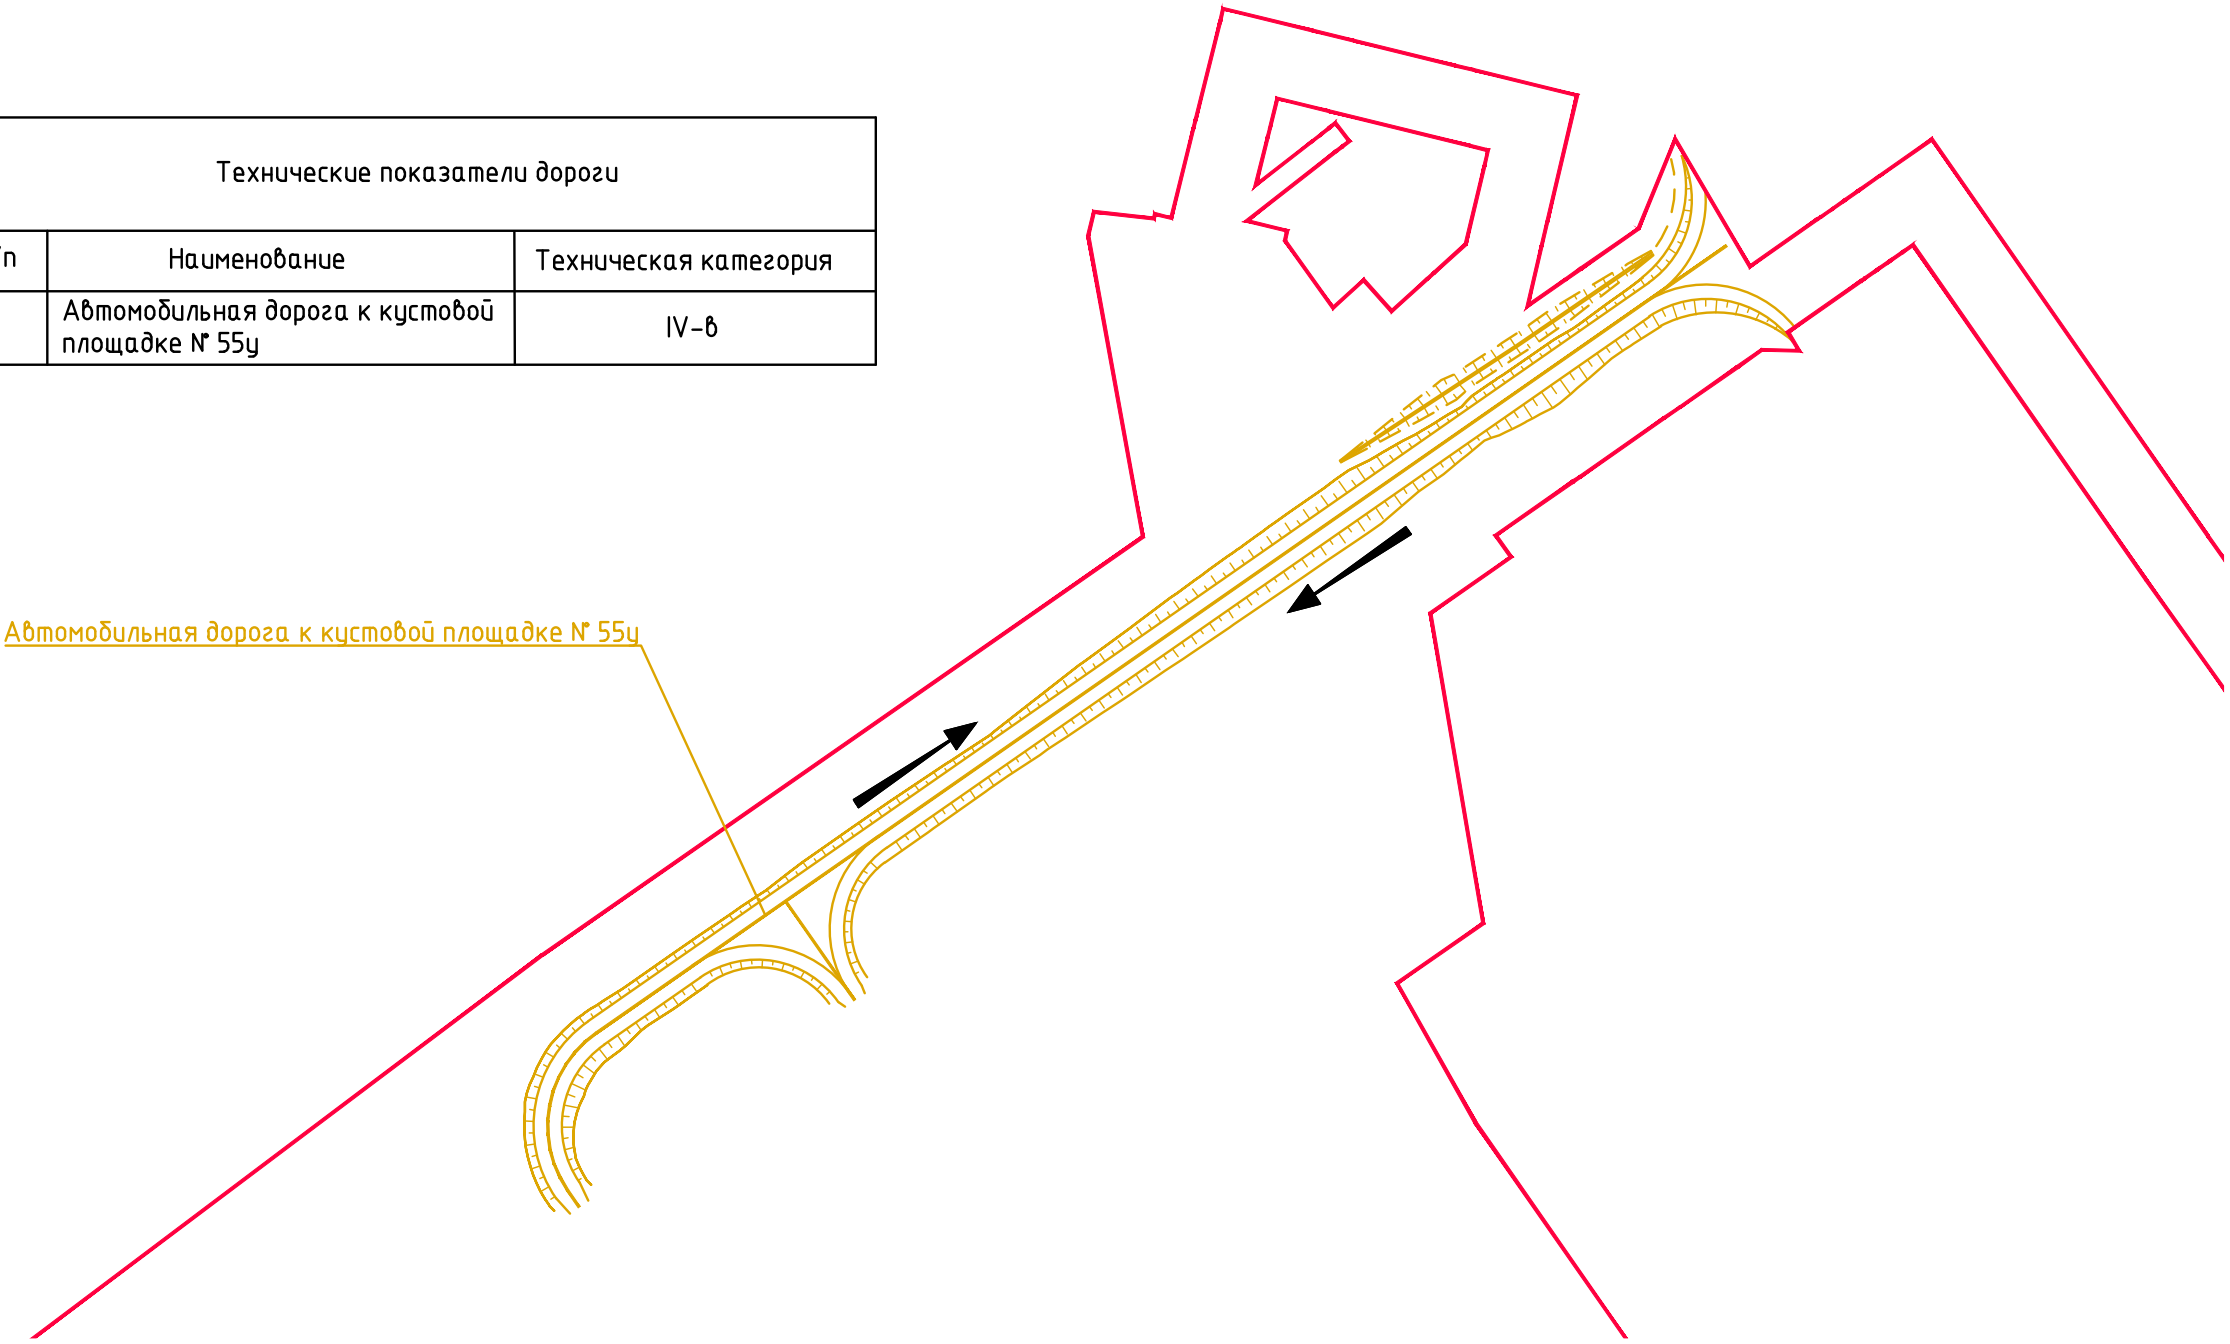 Технические показатели дороги
п Наименование Техническая категория
Автомобильная дорога к кустовой
площадке № 55у
IV-в
Автомобильная дорога к кустовой площадке № 55у